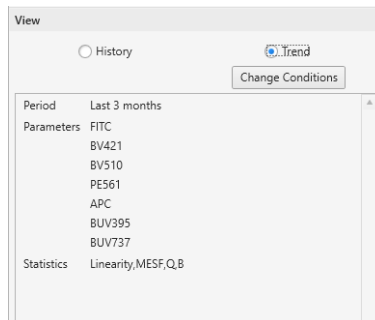 View
History Trend
Change Conditions
Period Last 3 months
Parameters FITC
BV421
BV510
PE561
APC
BUV395
BUV737
Statistics Linearity,MESF,Q,B